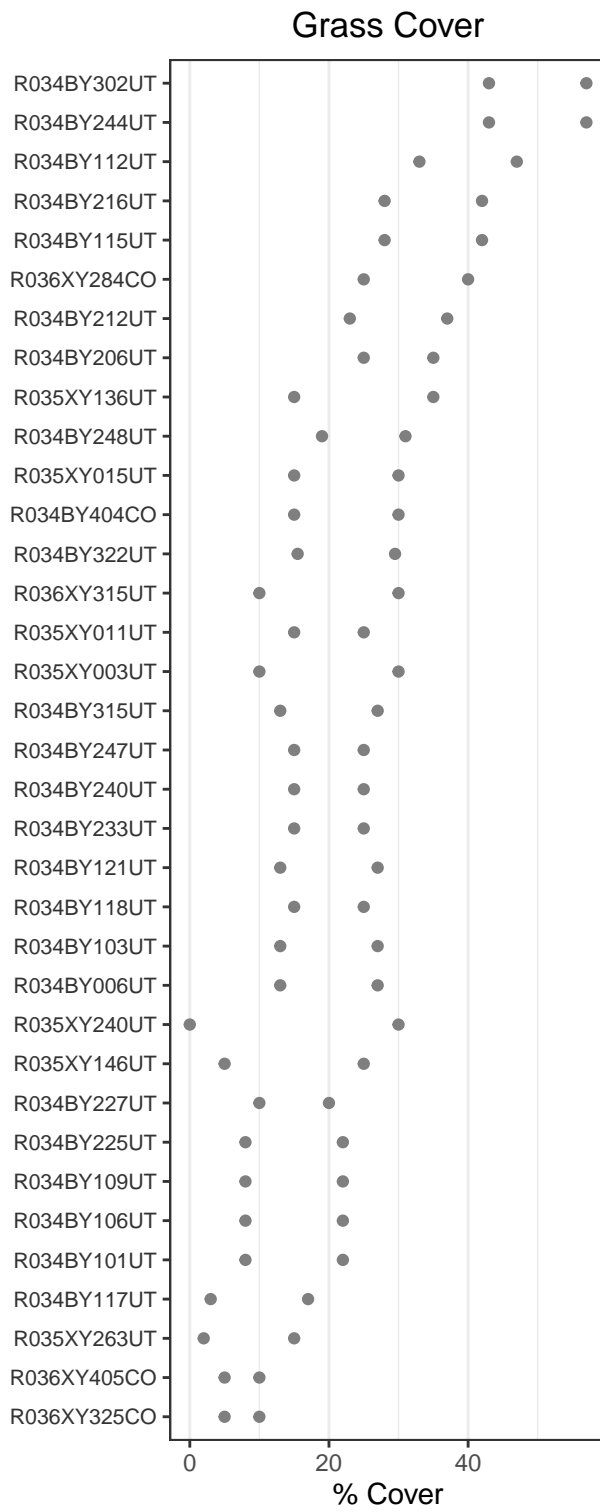 Grass Cover
R034BY302UT
R034BY244UT
R034BY112UT
R034BY216UT
R034BY115UT
R036XY284CO
R034BY212UT
R034BY206UT
R035XY136UT
R034BY248UT
R035XY015UT
R034BY404CO
R034BY322UT
R036XY315UT
R035XY011UT
R035XY003UT
R034BY315UT
R034BY247UT
R034BY240UT
R034BY233UT
R034BY121UT
R034BY118UT
R034BY103UT
R034BY006UT
R035XY240UT
R035XY146UT
R034BY227UT
R034BY225UT
R034BY109UT
R034BY106UT
R034BY101UT
R034BY117UT
R035XY263UT
R036XY405CO
R036XY325CO
0 20 40
% Cover